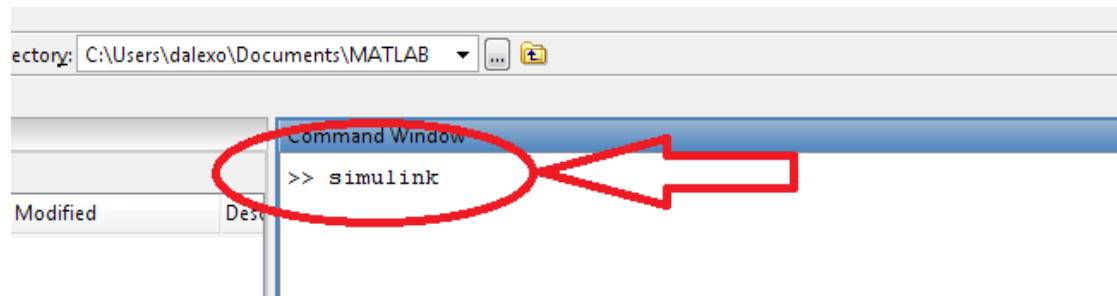 ectory: C:\Users\dalexo\Documents\MATLAB ...
Command Window
>> simulink
Modified Desc